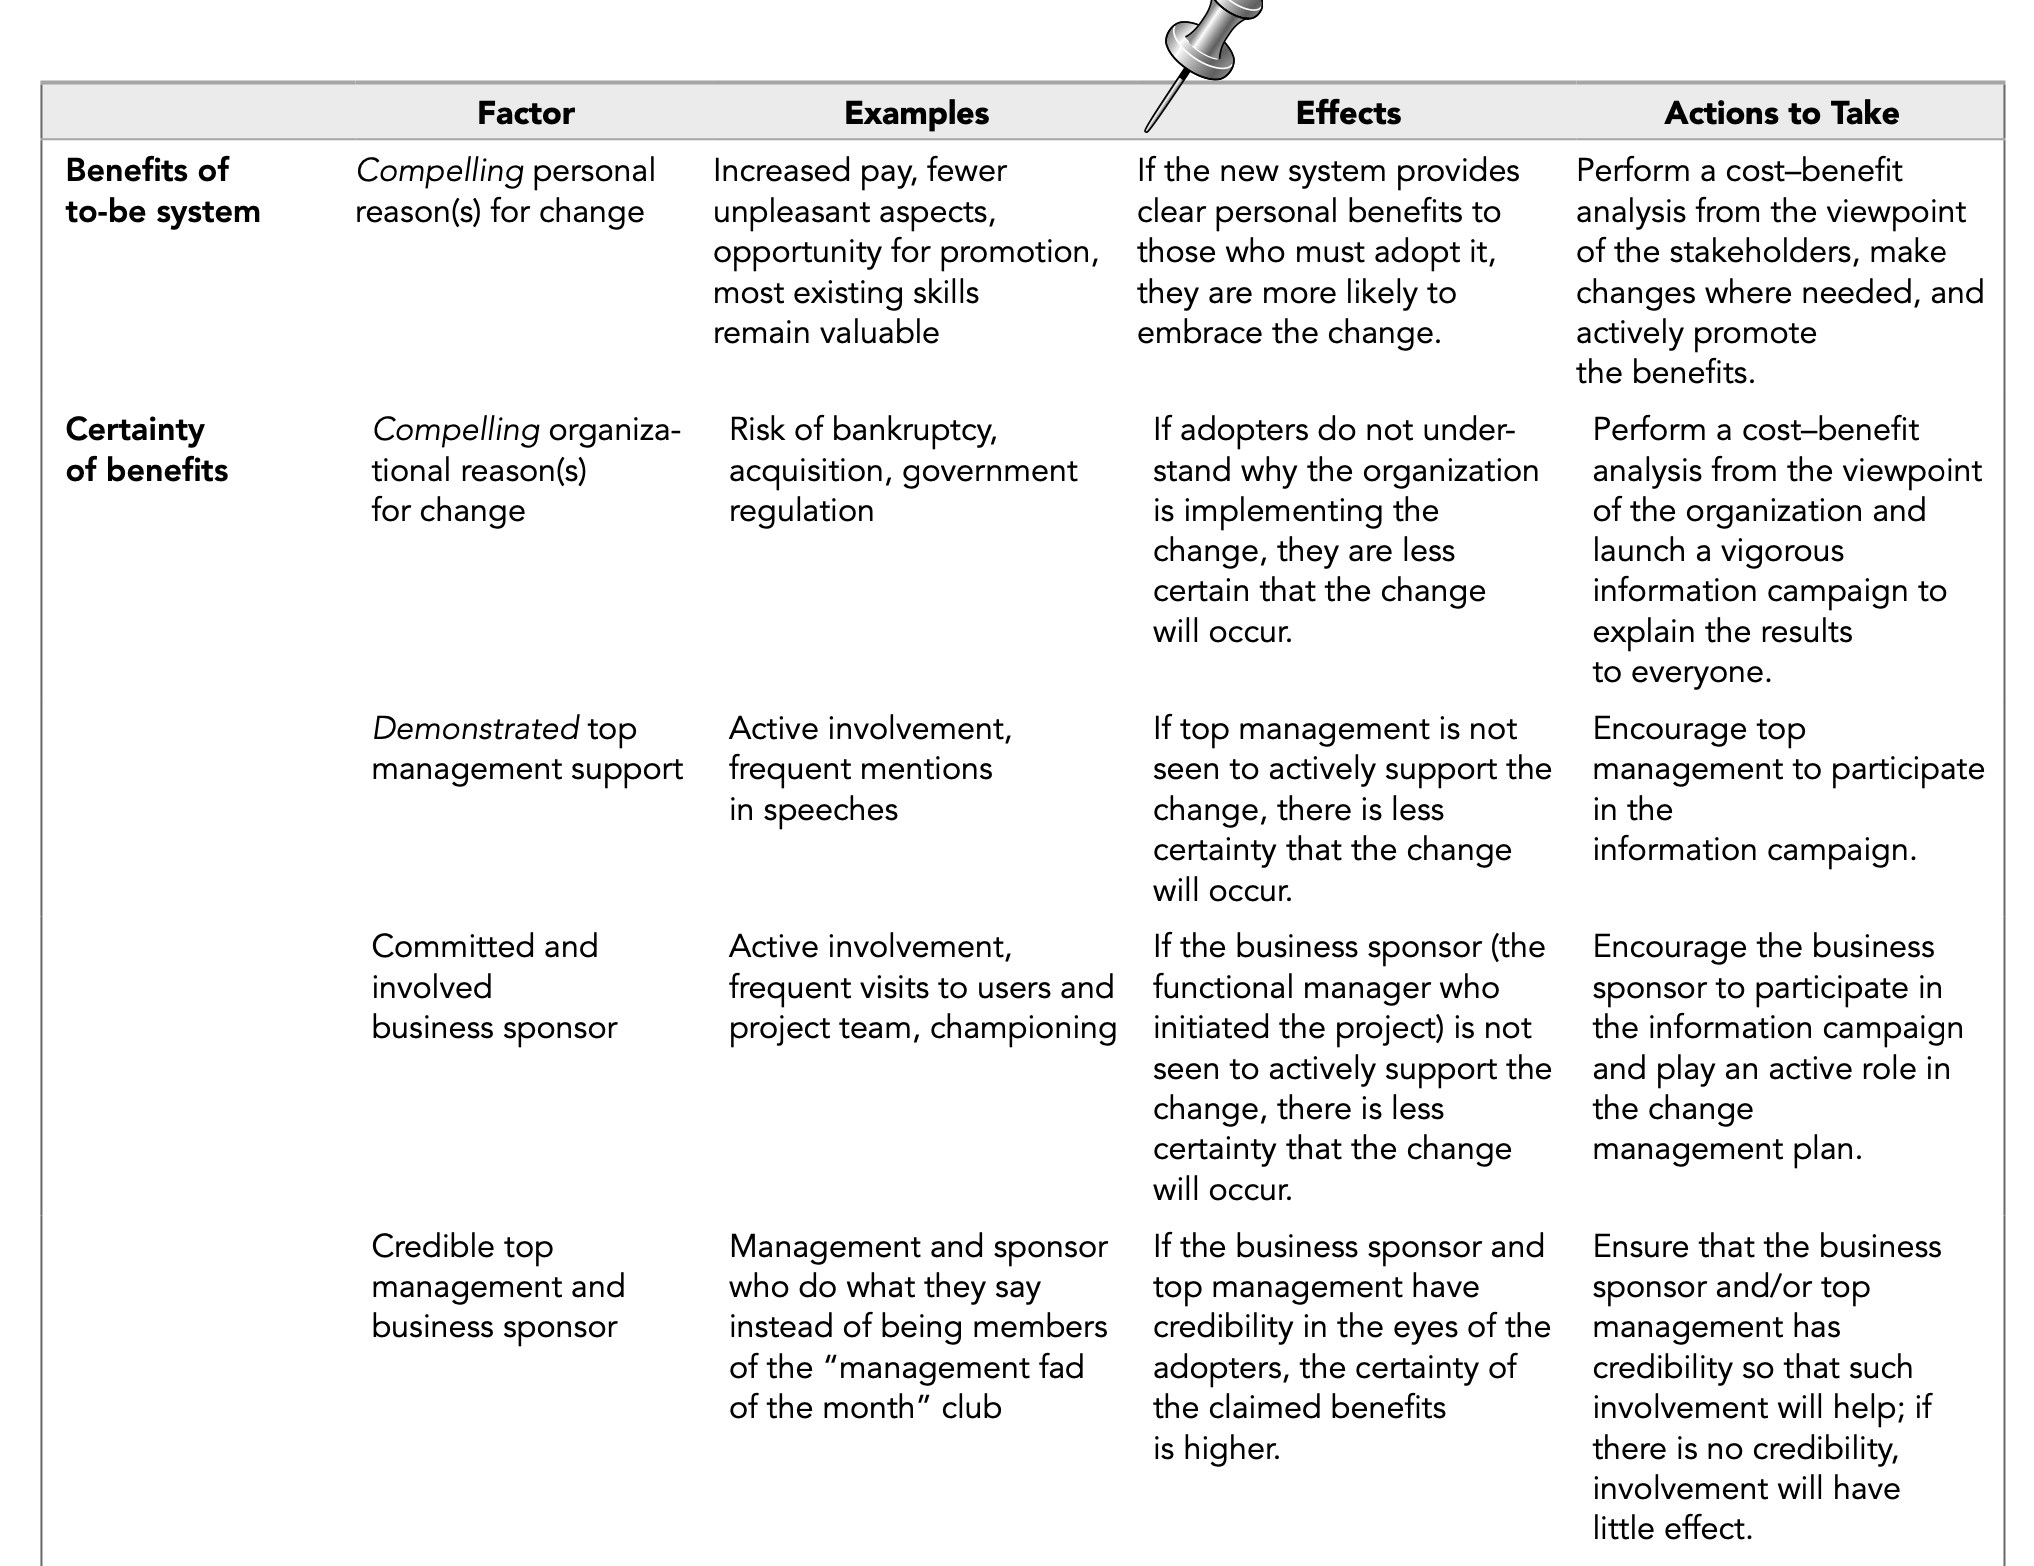 Factor Examples Effects Actions to Take
Benefits of
to-be system
Compelling personal
reason(s) for change
Increased pay, fewer
unpleasant aspects,
opportunity for promotion,
most existing skills
remain valuable
If the new system provides
clear personal benefits to
those who must adopt it,
they are more likely to
embrace the change.
Perform a cost–benefit
analysis from the viewpoint
of the stakeholders, make
changes where needed, and
actively promote
the benefits.
Certainty
of benefits
Compelling organiza-
tional reason(s)
for change
Risk of bankruptcy,
acquisition, government
regulation
If adopters do not under-
stand why the organization
is implementing the
change, they are less
certain that the change
will occur.
Perform a cost–benefit
analysis from the viewpoint
of the organization and
launch a vigorous
information campaign to
explain the results
to everyone.
Demonstrated top
management support
Active involvement,
frequent mentions
in speeches
If top management is not
seen to actively support the
change, there is less
certainty that the change
will occur.
Encourage top
management to participate
in the
information campaign.
Committed and
involved
business sponsor
Active involvement,
frequent visits to users and
project team, championing
If the business sponsor (the
functional manager who
initiated the project) is not
seen to actively support the
change, there is less
certainty that the change
will occur.
Encourage the business
sponsor to participate in
the information campaign
and play an active role in
the change
management plan.
Credible top
management and
business sponsor
Management and sponsor
who do what they say
instead of being members
of the “management fad
of the month” club
If the business sponsor and
top management have
credibility in the eyes of the
adopters, the certainty of
the claimed benefits
is higher.
Ensure that the business
sponsor and/or top
management has
credibility so that such
involvement will help; if
there is no credibility,
involvement will have
little effect.